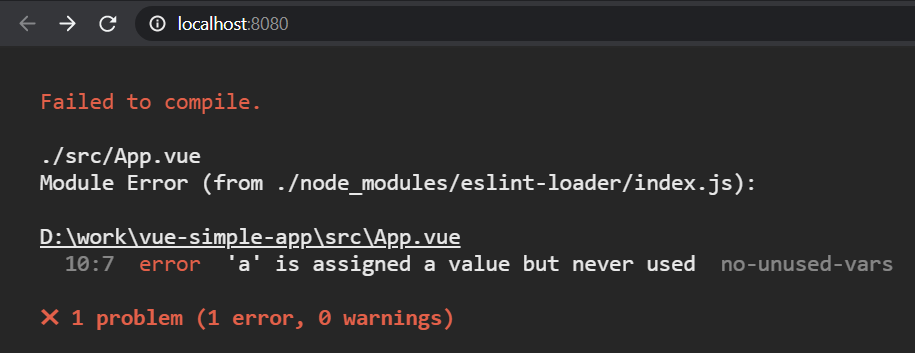 localhost:8080
Failed to compile.
./src/App.vue
Module Error (from ./node_modules/eslint-loader/index.js):
D:\work\vue-simple-app\src\App.vue
10:7  error  'a' is assigned a value but never used  no-unused-vars
✕ 1 problem (1 error, 0 warnings)